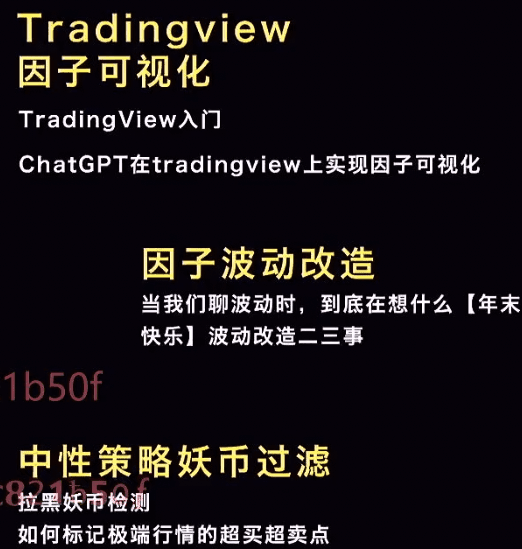 Tradingview
因子可视化
TradingView入门
ChatGPT在tradingview上实现因子可视化
因子波动改造
当我们聊波动时，到底在想什么【年末
快乐】波动改造二三事
1b50f
中性策略妖币过滤
拉黑妖币检测
如何标记极端行情的超买超卖点